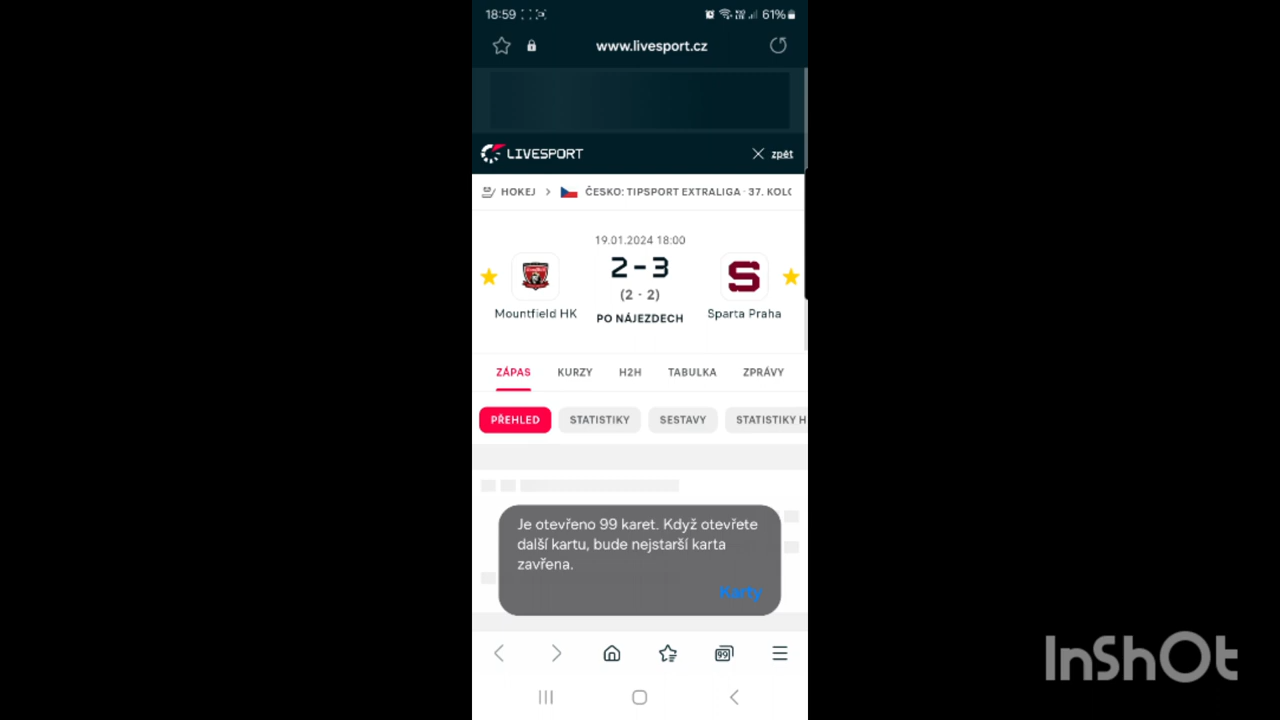 18:59 61%
www.livesport.cz
LIVESPORT zpět
HOKEJ > ČESKO: TIPSPORT EXTRALIGA · 37. KOLO
19.01.2024 18:00
2 - 3
(2 - 2)
Mountfield HK PO NÁJEZDECH Sparta Praha
ZÁPAS KURZY H2H TABULKA ZPRÁVY
PŘEHLED STATISTIKY SESTAVY STATISTIKY H
Je otevřeno 99 karet. Když otevřete
další kartu, bude nejstarší karta
zavřena.
Karty
99
InShOt